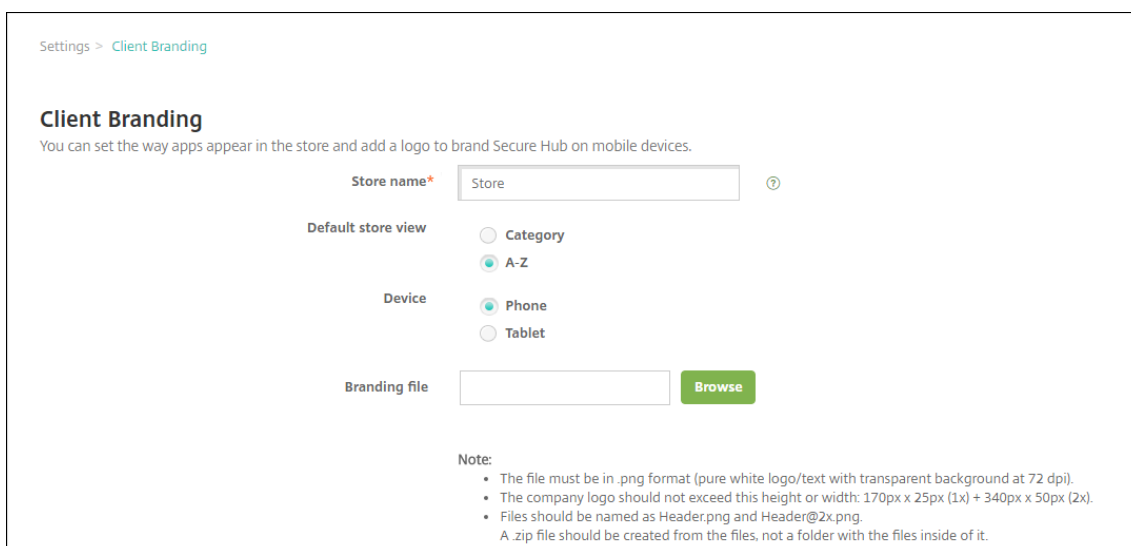 Settings > Client Branding
Client Branding
You can set the way apps appear in the store and add a logo to brand Secure Hub on mobile devices.
Store name* Store ?
Default store view Category
A-Z
Device Phone
Tablet
Branding file Browse
Note:
• The file must be in .png format (pure white logo/text with transparent background at 72 dpi).
• The company logo should not exceed this height or width: 170px x 25px (1x) + 340px x 50px (2x).
• Files should be named as Header.png and Header@2x.png.
A .zip file should be created from the files, not a folder with the files inside of it.